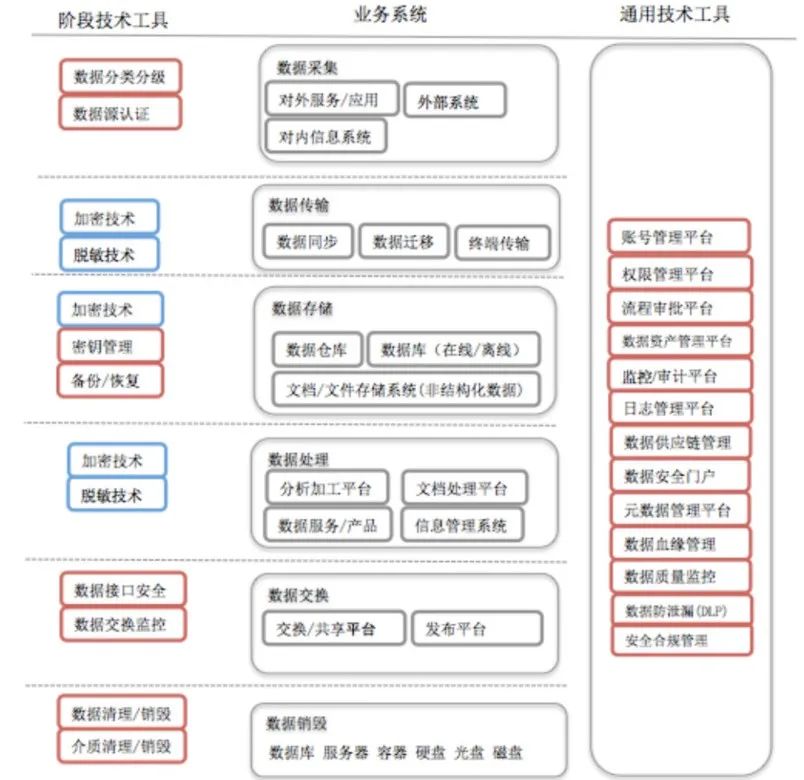 阶段技术工具 业务系统 通用技术工具
数据分类分级
数据源认证
数据采集
对外服务/应用 外部系统
对内信息系统
加密技术
脱敏技术
数据传输
数据同步 数据迁移 终端传输
加密技术
密钥管理
备份/恢复
数据存储
数据仓库 数据库（在线/离线）
文档/文件存储系统(非结构化数据)
加密技术
脱敏技术
数据处理
分析加工平台 文档处理平台
数据服务/产品 信息管理系统
数据接口安全
数据交换监控
数据交换
交换/共享平台 发布平台
数据清理/销毁
介质清理/销毁
数据销毁
数据库 服务器 容器 硬盘 光盘 磁盘
账号管理平台
权限管理平台
流程审批平台
数据资产管理平台
监控/审计平台
日志管理平台
数据供应链管理
数据安全门户
元数据管理平台
数据血缘管理
数据质量监控
数据防泄漏(DLP)
安全合规管理